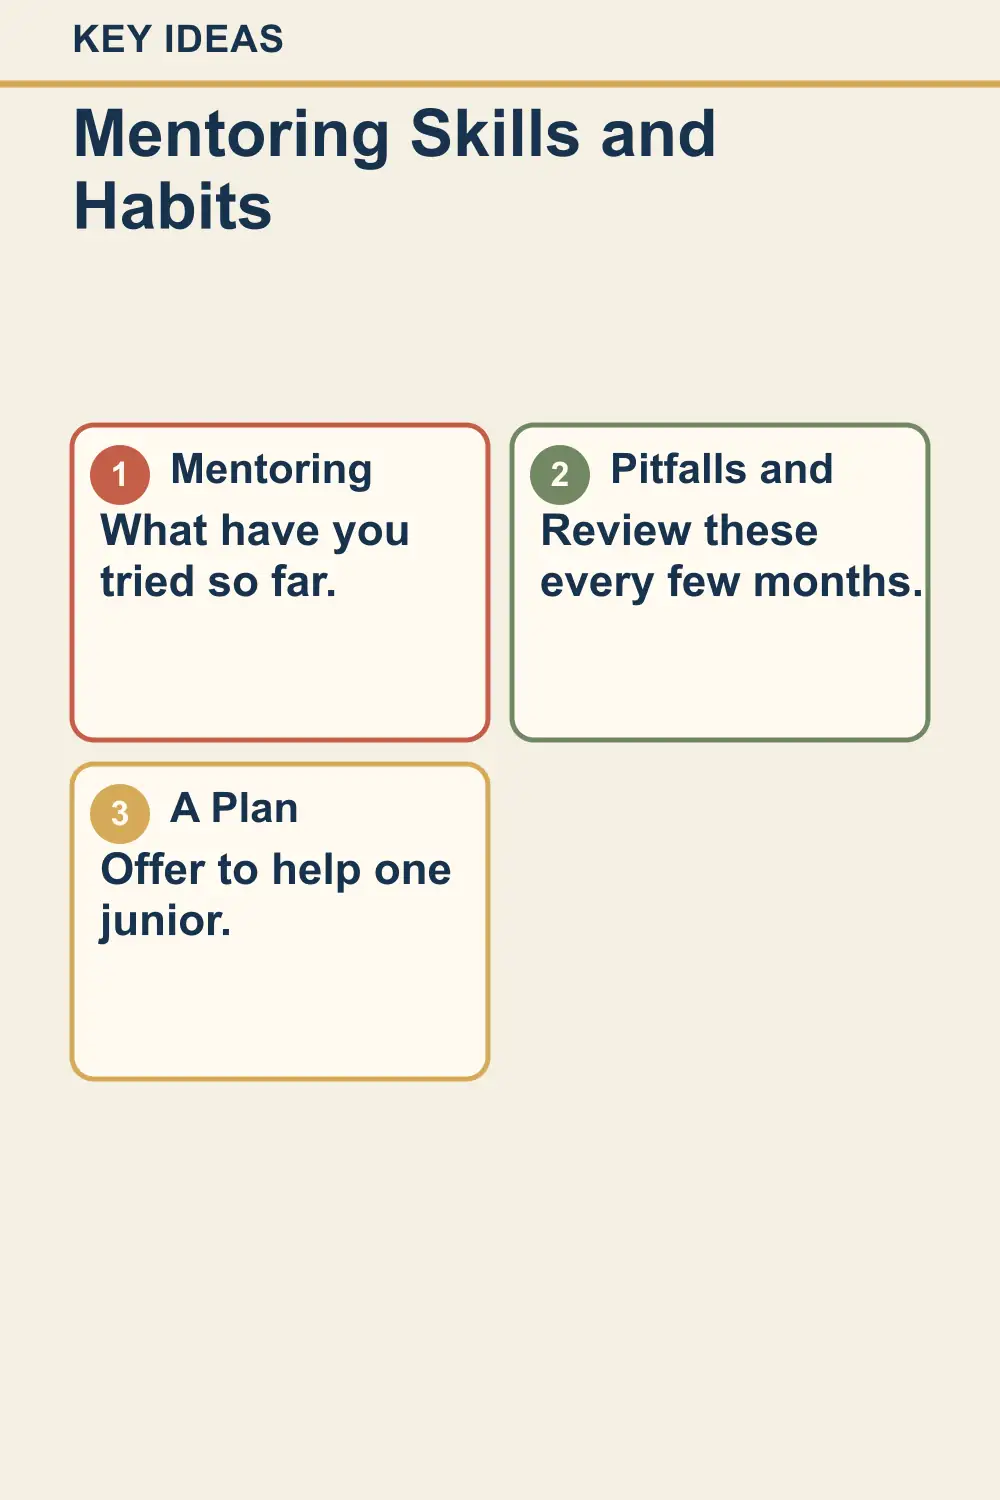 KEY IDEAS
Mentoring Skills and
Habits
1 Mentoring
What have you
tried so far.
2 Pitfalls and
Review these
every few months.
3 A Plan
Offer to help one
junior.